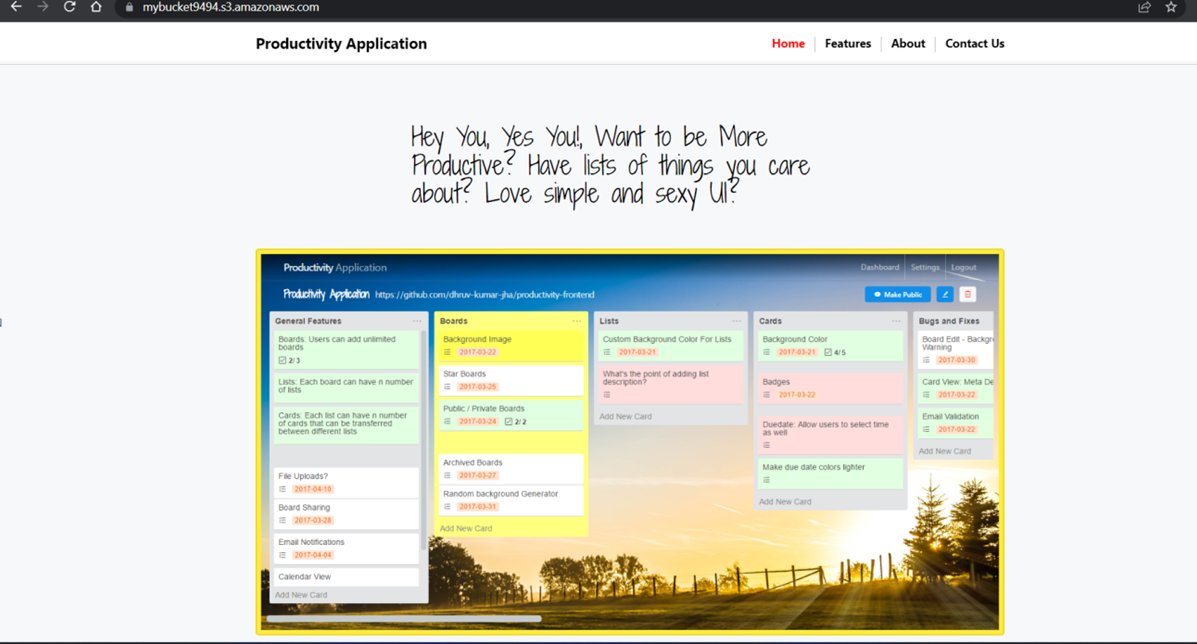 mybucket9494.s3.amazonaws.com
Productivity Application
Home
Features
About
Contact Us
Hey You, Yes You!, Want to be More
Productive? Have lists of things you care
about? Love simple and sexy UI?
Productivity Application
Dashboard
Settings
Logout
Productivity Application https://github.com/dhruv-kumar-jha/productivity-frontend
Make Public
General Features
Boards: Users can add unlimited
boards
2/3
Lists: Each board can have n number
of lists
Cards: Each list can have n number
of cards that can be transferred
between different lists
File Uploads?
2017-04-10
Board Sharing
2017-03-28
Email Notifications
2017-04-04
Calendar View
Add New Card
Boards
Background Image
2017-03-22
Star Boards
2017-03-25
Public / Private Boards
2017-03-24 2/2
Archived Boards
2017-03-27
Random background Generator
2017-03-31
Add New Card
Lists
Custom Background Color For Lists
2017-03-21
What's the point of adding list
description?
Add New Card
Cards
Background Color
2017-03-21 4/5
Badges
2017-03-22
Duedate: Allow users to select time
as well
Make due date colors lighter
Add New Card
Bugs and Fixes
Board Edit - Backgr
Warning
2017-03-30
Card View: Meta De
2017-03-22
Email Validation
2017-03-22
Add New Card